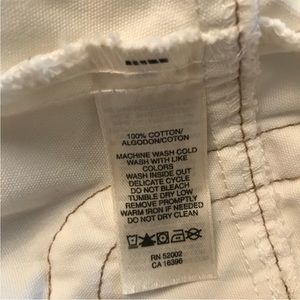 100% COTTON/
ALGODON/COTON
MACHINE WASH COLD
WASH WITH LIKE
COLORS
WASH INSIDE OUT
DELICATE CYCLE
DO NOT BLEACH
TUMBLE DRY LOW
REMOVE PROMPTLY
WARM IRON IF NEEDED
DO NOT DRY CLEAN
RN 52002
CA 16396